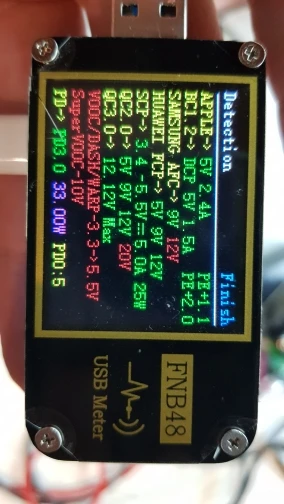 Detection Finish
APPLE-> 5V 2.4A PE+1.1
BC1.2-> DCP 5V 1.5A PE+2.0
SAMSUNG AFC-> 9V 12V
HUAWEI FCP-> 5V 9V 12V
SCP-> 3.4-5.5V=5.0A 25W
QC2.0-> 5V 9V 12V 20V
QC3.0-> 12.12V Max
VOOC/DASH/WARP-3.3->5.5V
SuperVOOC-10V
PD-> PD3.0 33.00W PDO:5
FNB48
USB Meter